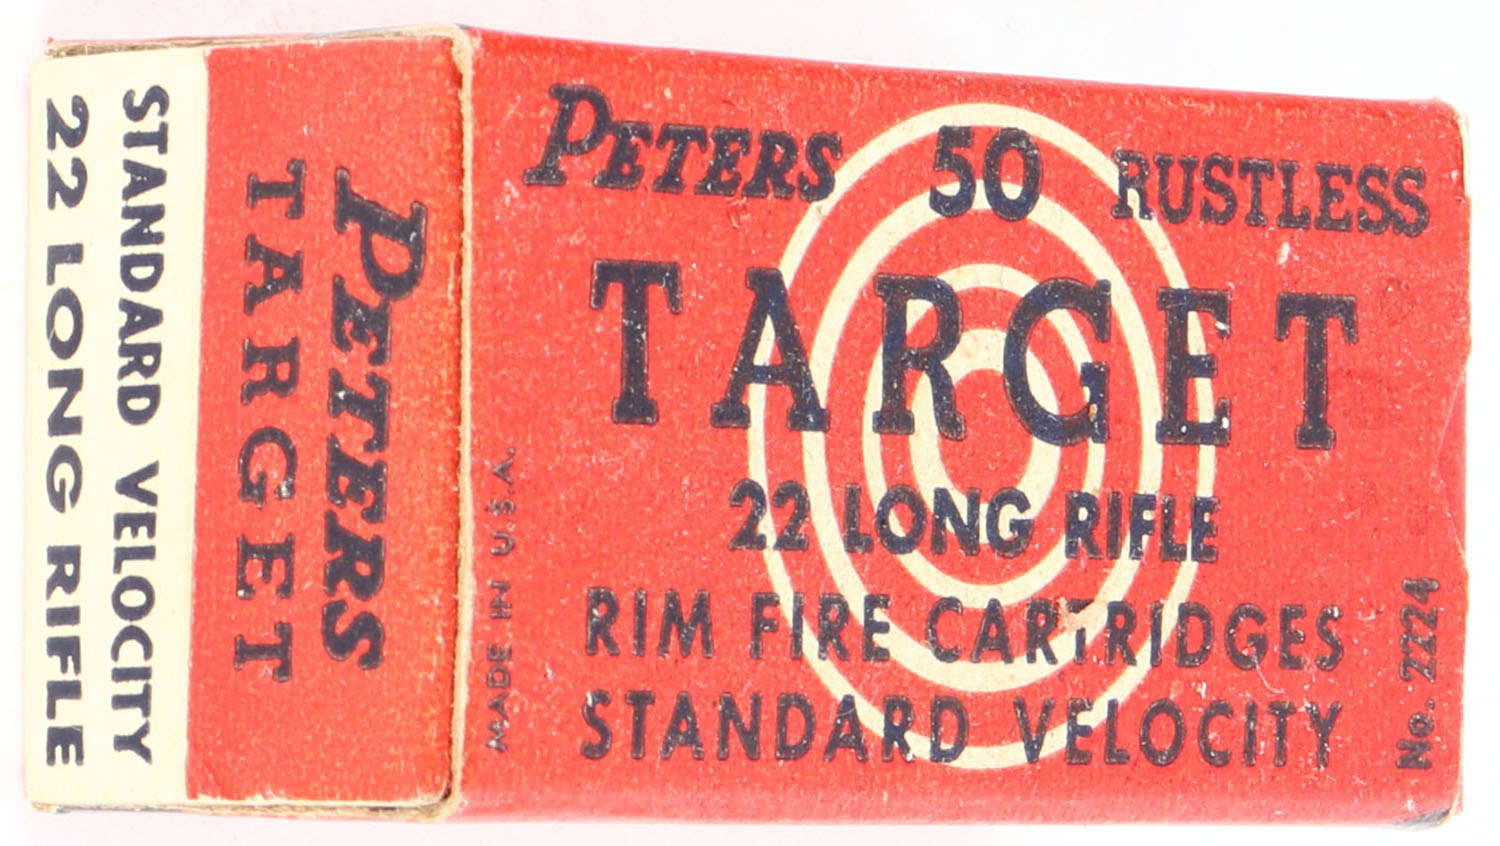 PETERS 50 RUSTLESS
TARGET
22 LONG RIFLE
RIM FIRE CARTRIDGES
STANDARD VELOCITY
MADE IN U.S.A.
No. 2224
PETERS
TARGET
STANDARD VELOCITY
22 LONG RIFLE